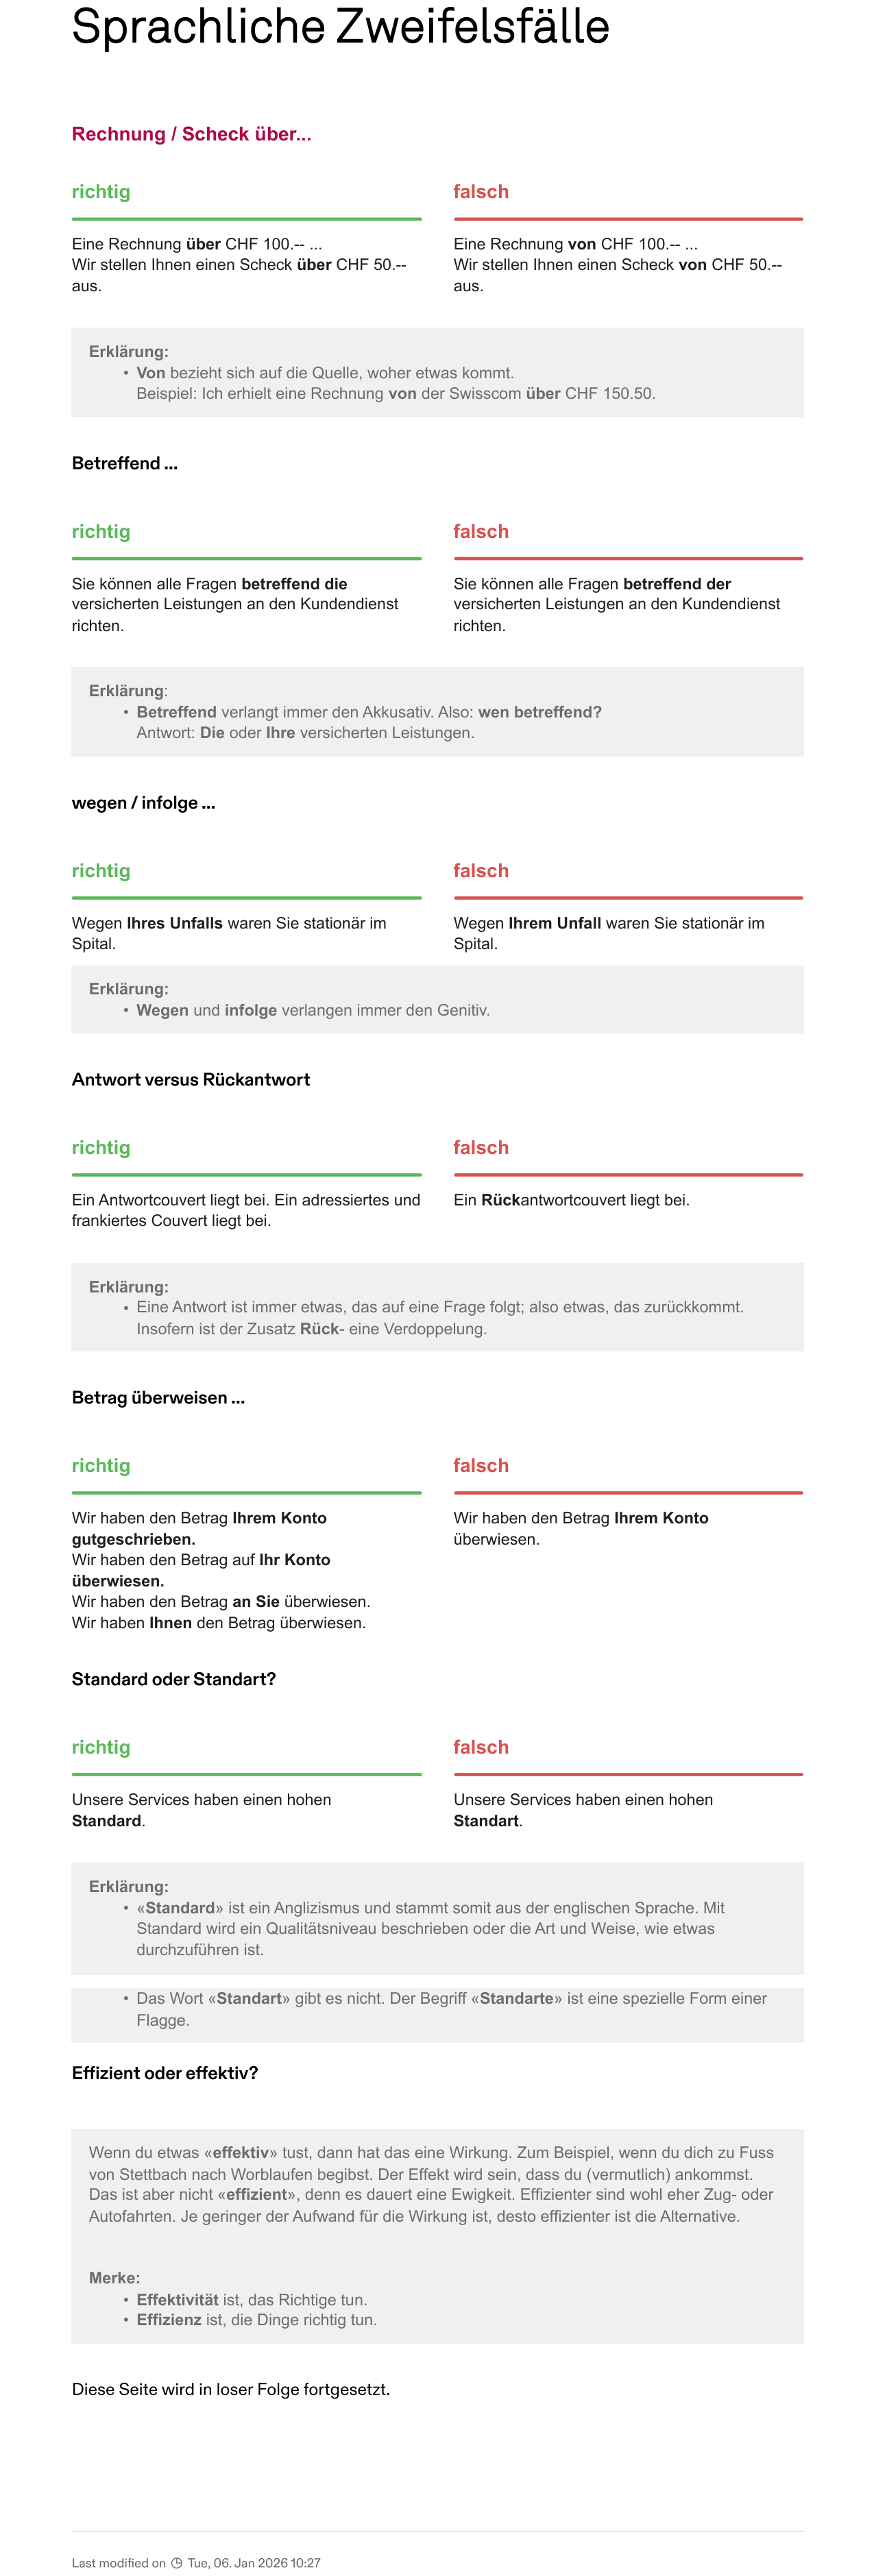 Sprachliche Zweifelsfälle
Rechnung / Scheck über...
richtig
Eine Rechnung über CHF 100.-- ...
Wir stellen Ihnen einen Scheck über CHF 50.--
aus.
falsch
Eine Rechnung von CHF 100.-- ...
Wir stellen Ihnen einen Scheck von CHF 50.--
aus.
Erklärung:
• Von bezieht sich auf die Quelle, woher etwas kommt.
Beispiel: Ich erhielt eine Rechnung von der Swisscom über CHF 150.50.
Betreffend ...
richtig
Sie können alle Fragen betreffend die
versicherten Leistungen an den Kundendienst
richten.
falsch
Sie können alle Fragen betreffend der
versicherten Leistungen an den Kundendienst
richten.
Erklärung:
• Betreffend verlangt immer den Akkusativ. Also: wen betreffend?
Antwort: Die oder Ihre versicherten Leistungen.
wegen / infolge ...
richtig
Wegen Ihres Unfalls waren Sie stationär im
Spital.
falsch
Wegen Ihrem Unfall waren Sie stationär im
Spital.
Erklärung:
• Wegen und infolge verlangen immer den Genitiv.
Antwort versus Rückantwort
richtig
Ein Antwortcouvert liegt bei. Ein adressiertes und
frankiertes Couvert liegt bei.
falsch
Ein Rückantwortcouvert liegt bei.
Erklärung:
• Eine Antwort ist immer etwas, das auf eine Frage folgt; also etwas, das zurückkommt.
Insofern ist der Zusatz Rück- eine Verdoppelung.
Betrag überweisen ...
richtig
Wir haben den Betrag Ihrem Konto
gutgeschrieben.
Wir haben den Betrag auf Ihr Konto
überwiesen.
Wir haben den Betrag an Sie überwiesen.
Wir haben Ihnen den Betrag überwiesen.
falsch
Wir haben den Betrag Ihrem Konto
überwiesen.
Standard oder Standart?
richtig
Unsere Services haben einen hohen
Standard.
falsch
Unsere Services haben einen hohen
Standart.
Erklärung:
• «Standard» ist ein Anglizismus und stammt somit aus der englischen Sprache. Mit
Standard wird ein Qualitätsniveau beschrieben oder die Art und Weise, wie etwas
durchzuführen ist.
• Das Wort «Standart» gibt es nicht. Der Begriff «Standarte» ist eine spezielle Form einer
Flagge.
Effizient oder effektiv?
Wenn du etwas «effektiv» tust, dann hat das eine Wirkung. Zum Beispiel, wenn du dich zu Fuss
von Stettbach nach Worblaufen begibst. Der Effekt wird sein, dass du (vermutlich) ankommst.
Das ist aber nicht «effizient», denn es dauert eine Ewigkeit. Effizienter sind wohl eher Zug- oder
Autofahrten. Je geringer der Aufwand für die Wirkung ist, desto effizienter ist die Alternative.
Merke:
• Effektivität ist, das Richtige tun.
• Effizienz ist, die Dinge richtig tun.
Diese Seite wird in loser Folge fortgesetzt.
Last modified on Tue, 06. Jan 2026 10:27